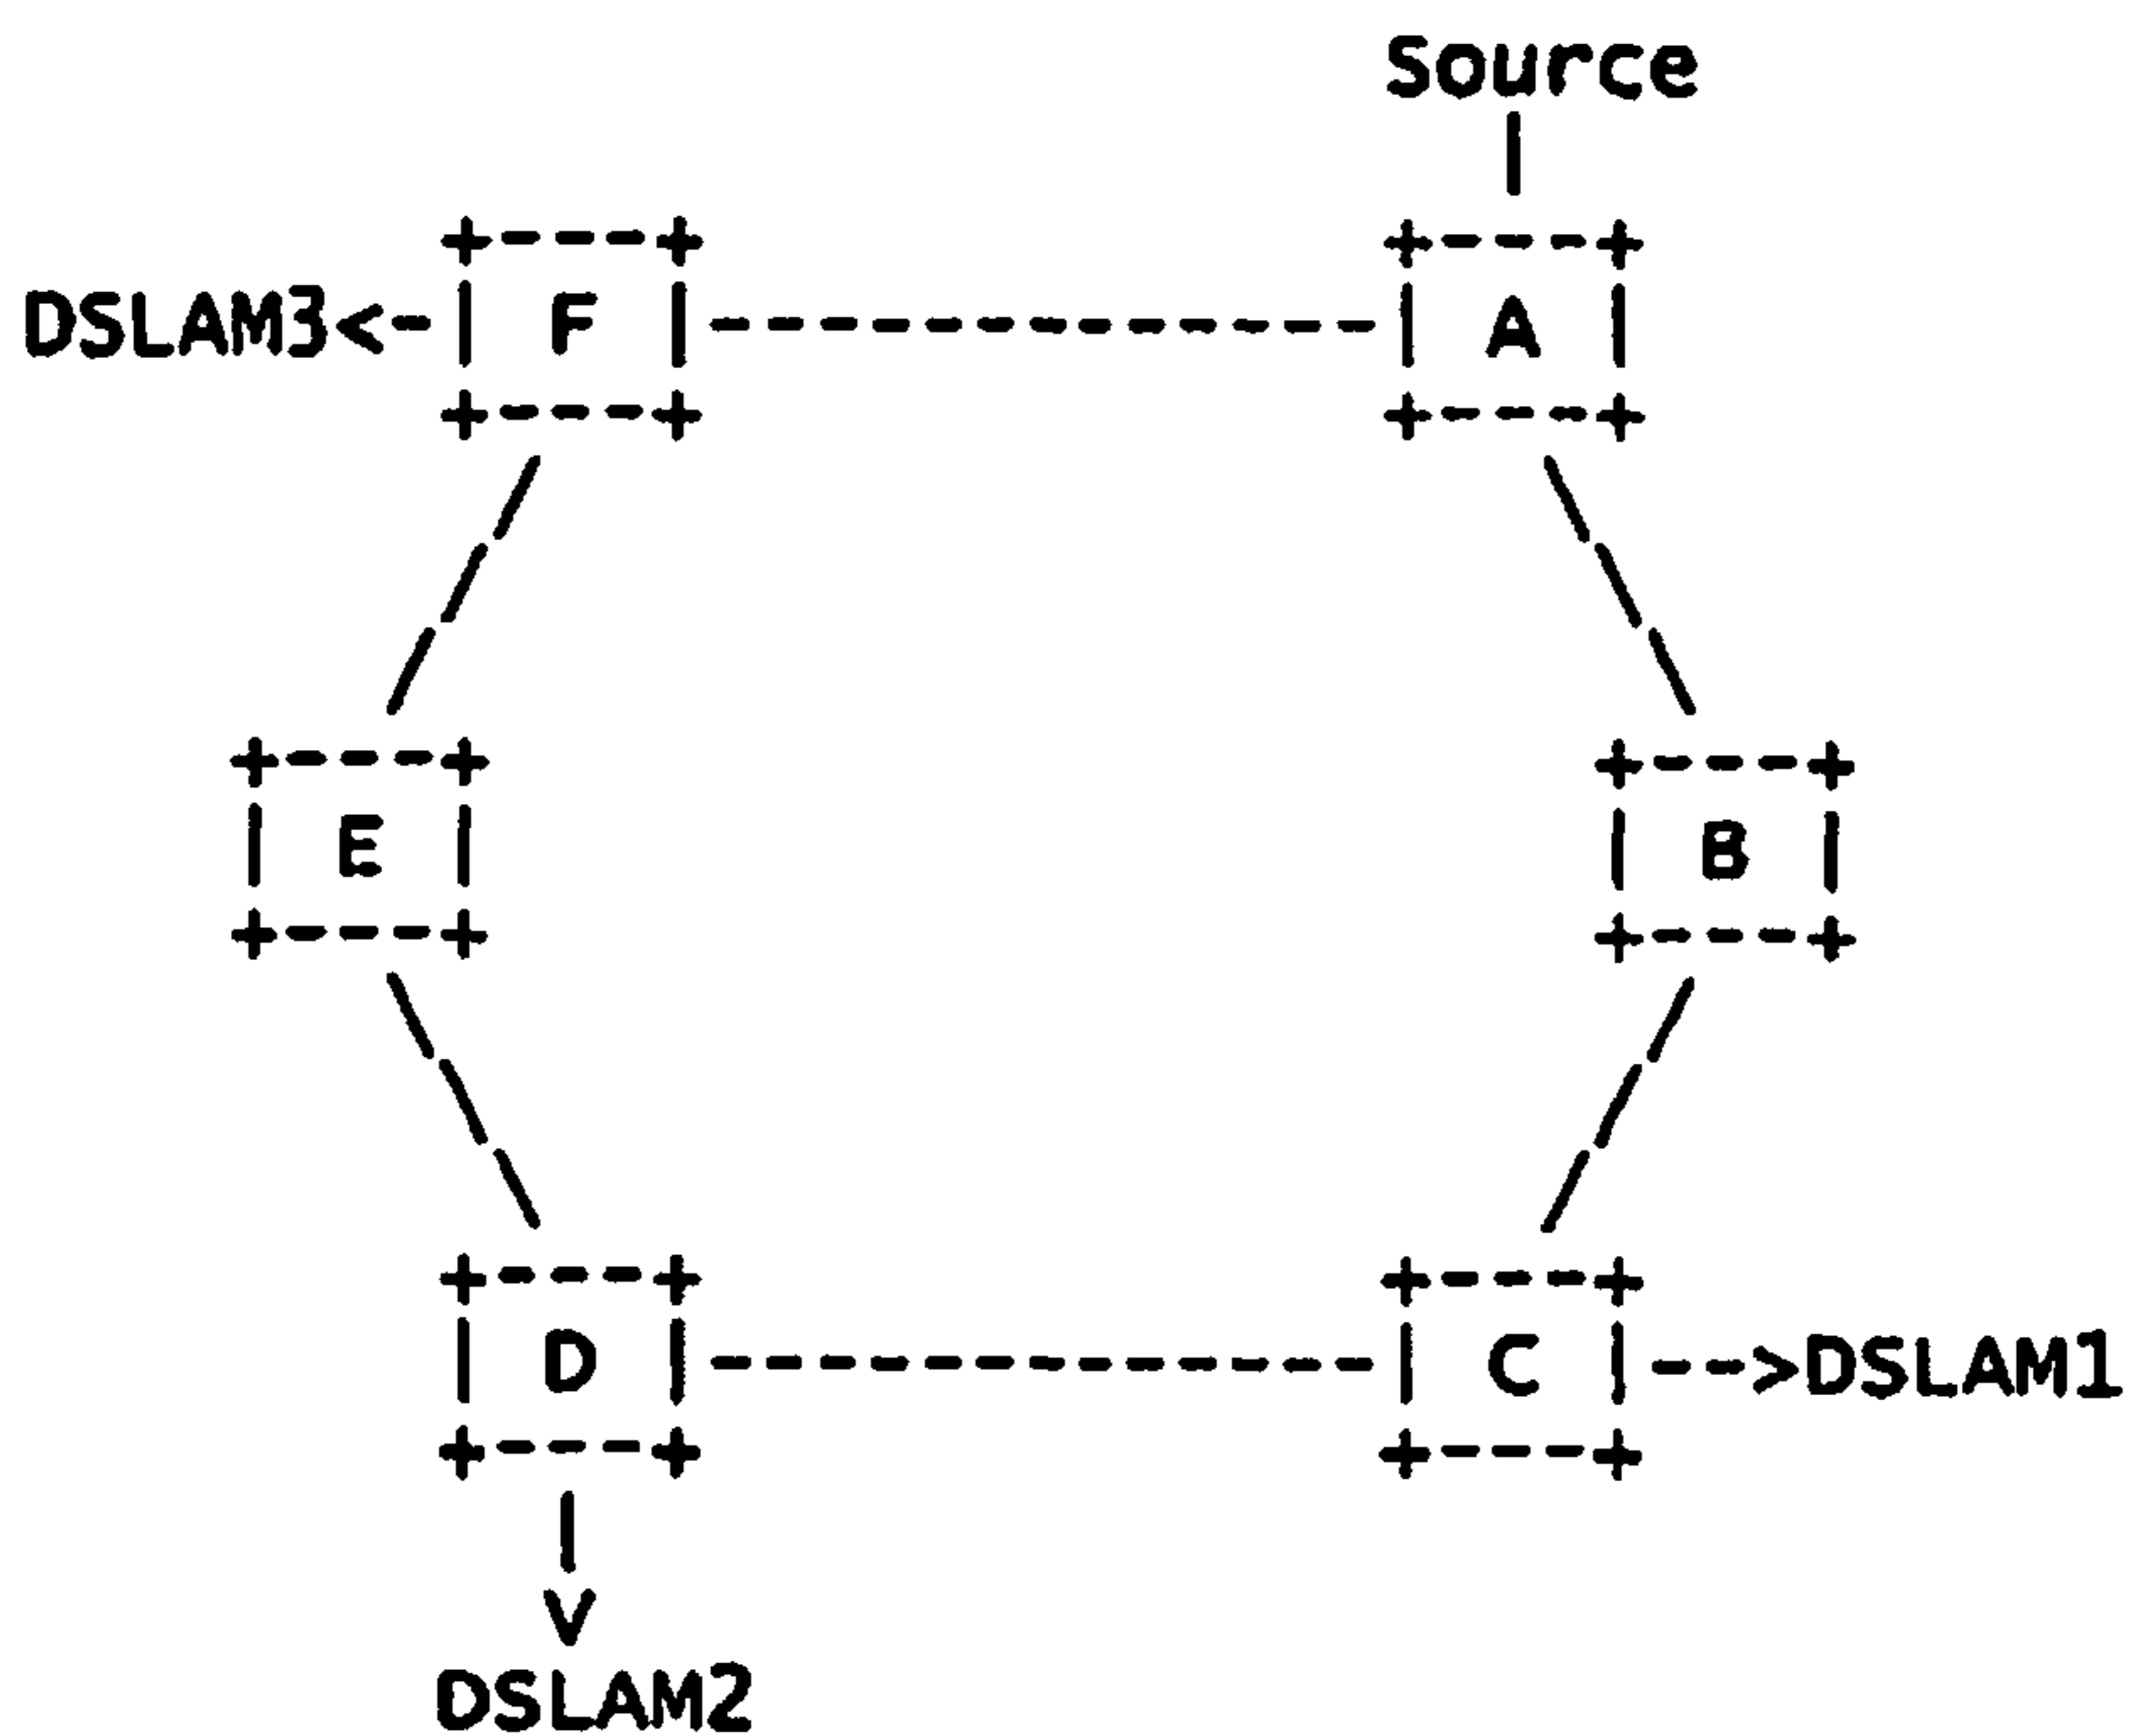 Source
+---+ +---+
DSLAM3<-| F |-------------| A |
+---+ +---+
+---+ +---+
| E | | B |
+---+ +---+
+---+ +---+
| D |-------------| C |-->DSLAM1
+---+ +---+
V
DSLAM2